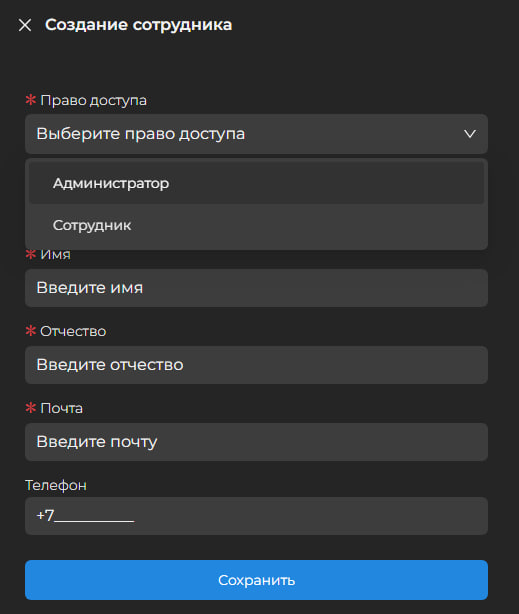 Создание сотрудника
* Право доступа
Выберите право доступа
Администратор
Сотрудник
* Имя
Введите имя
* Отчество
Введите отчество
* Почта
Введите почту
Телефон
+7__________
Сохранить